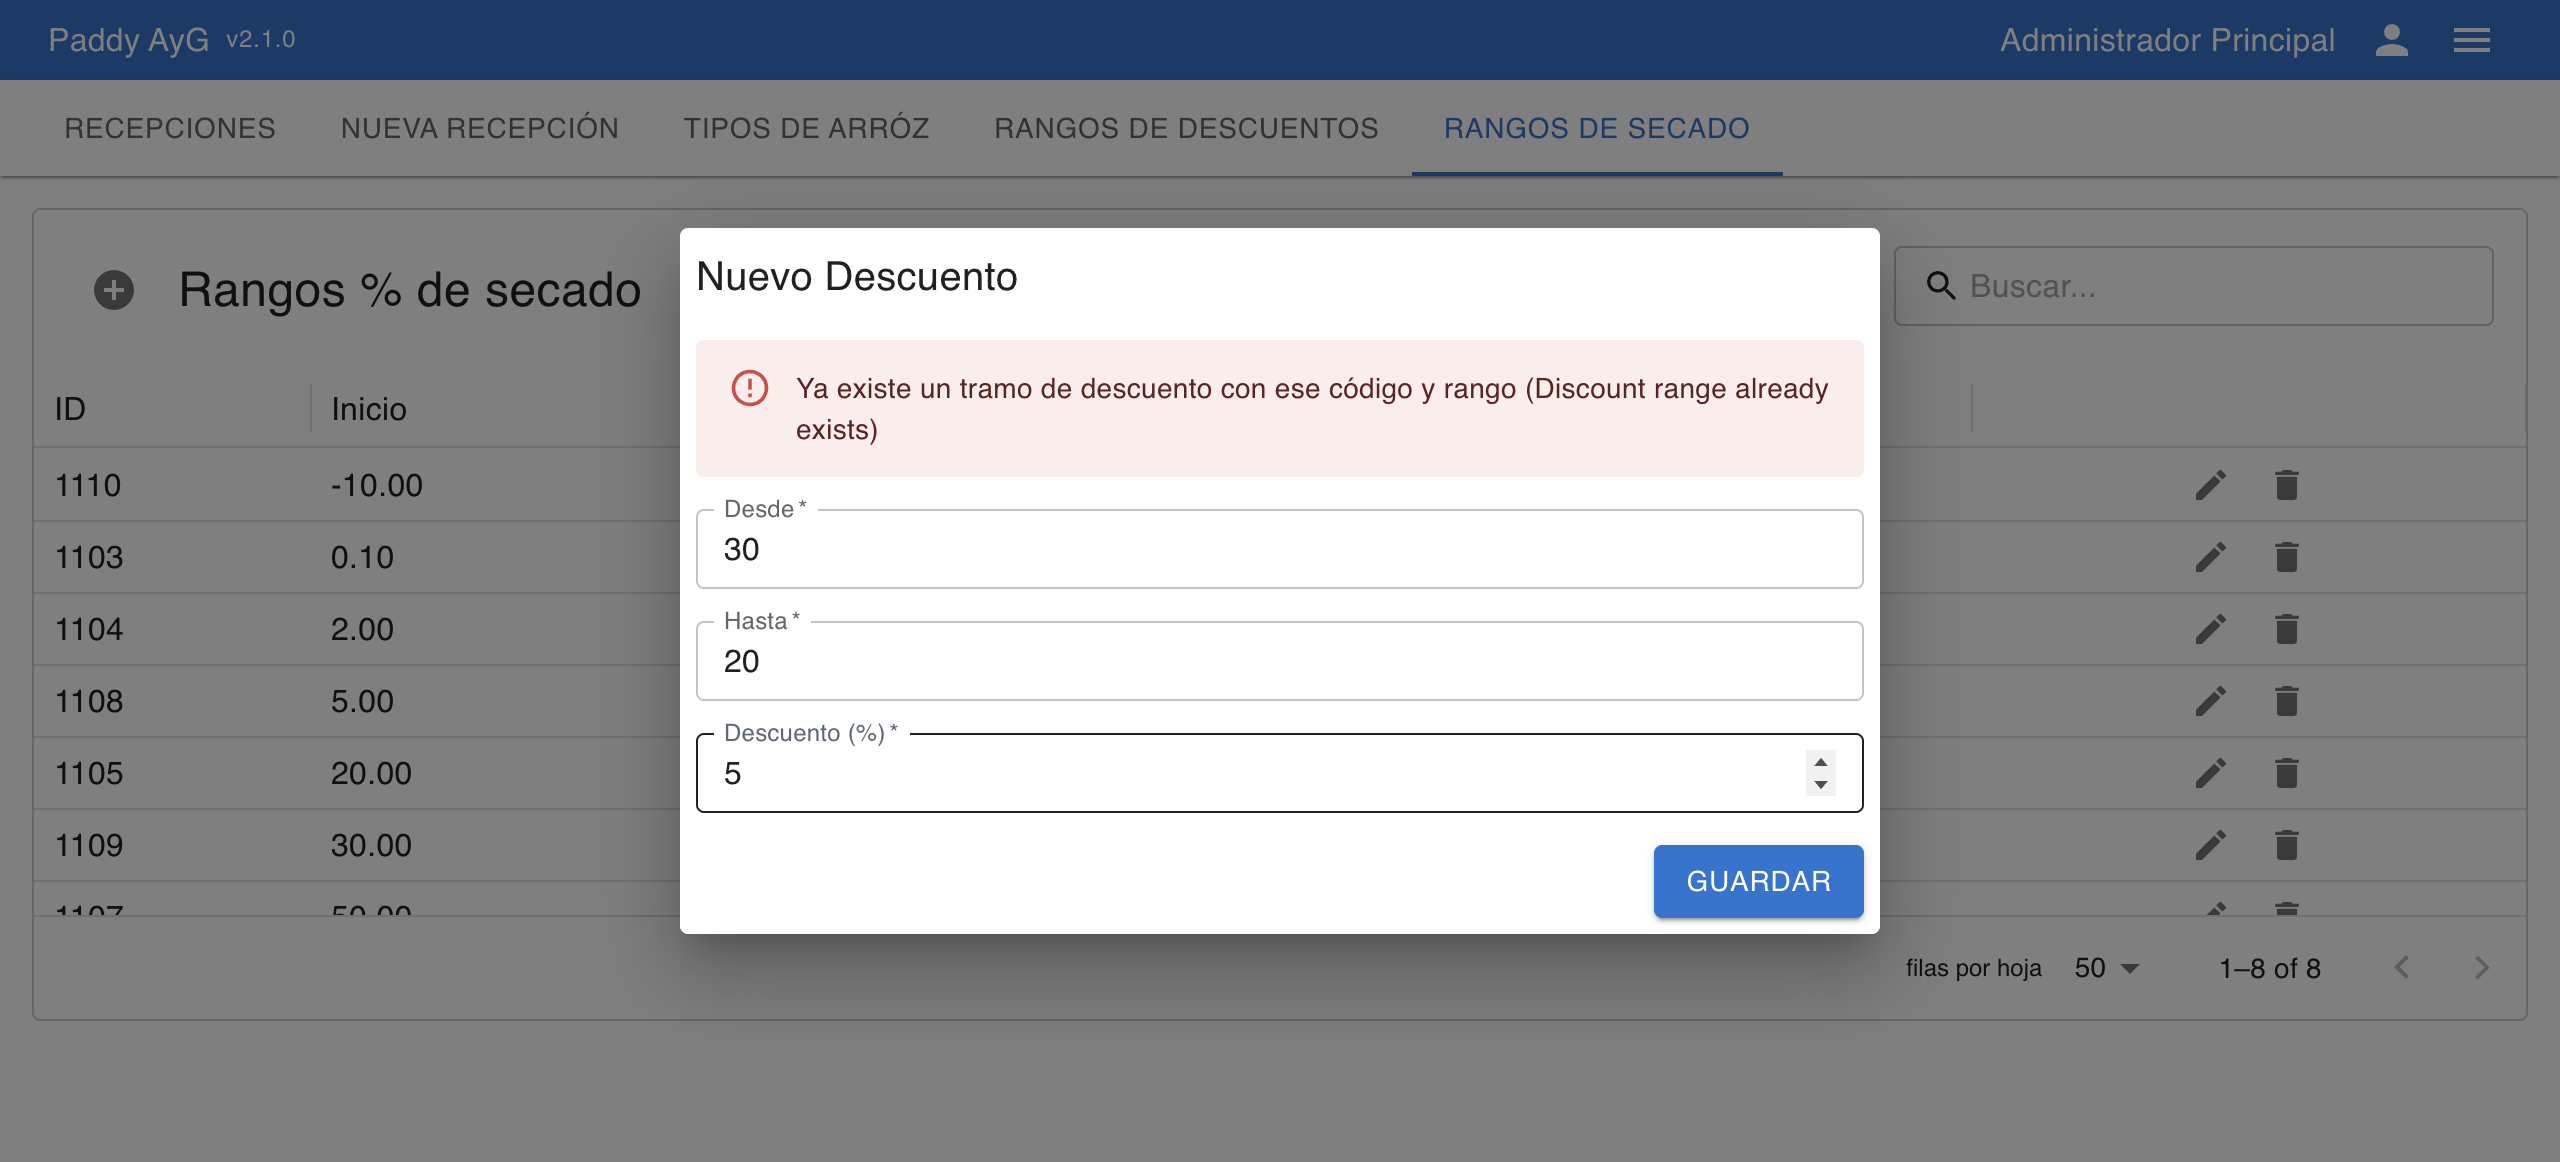 Paddy AyG v2.1.0
Administrador Principal
RECEPCIONES NUEVA RECEPCIÓN TIPOS DE ARRÓZ RANGOS DE DESCUENTOS RANGOS DE SECADO
Rangos % de secado
Buscar...
Nuevo Descuento
Ya existe un tramo de descuento con ese código y rango (Discount range already
exists)
Desde *
30
Hasta *
20
Descuento (%) *
5
GUARDAR
ID Inicio
1110 -10.00
1103 0.10
1104 2.00
1108 5.00
1105 20.00
1109 30.00
1107 50.00
filas por hoja 50 1–8 of 8